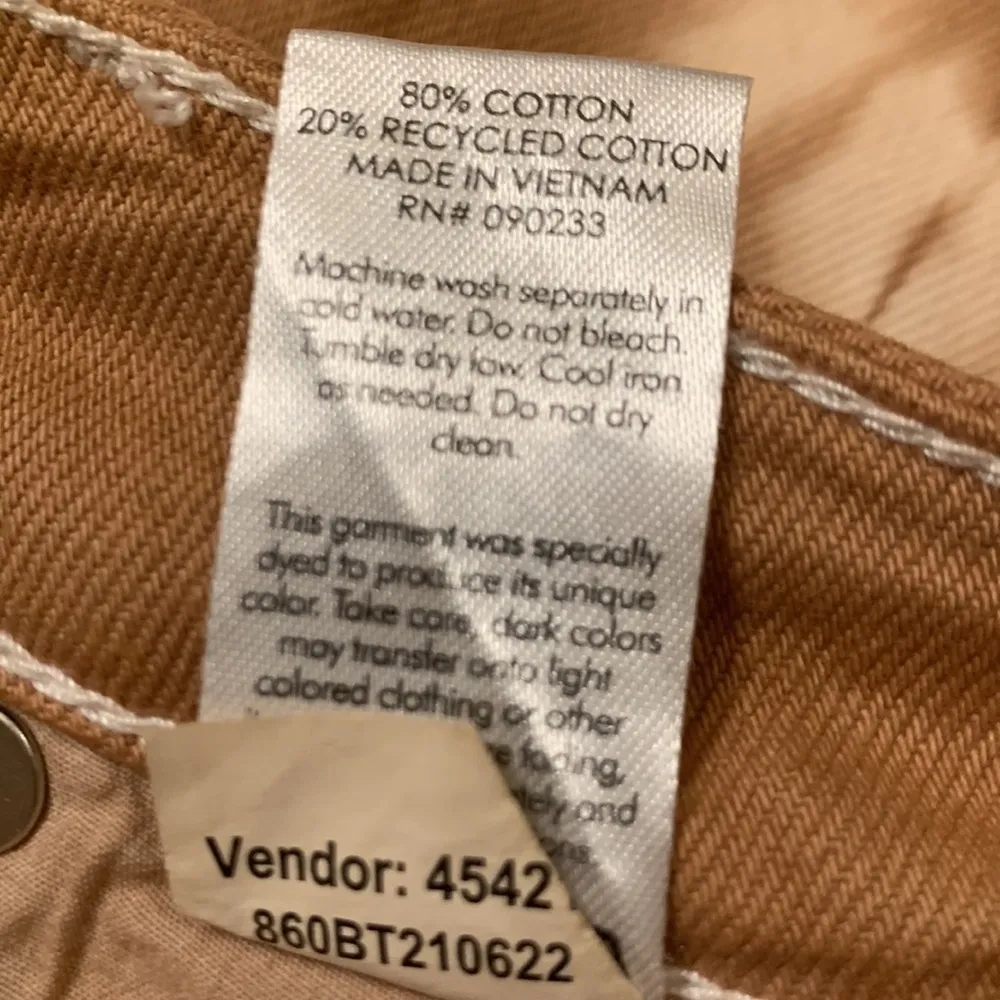 80% COTTON
20% RECYCLED COTTON
MADE IN VIETNAM
RN# 090233
Machine wash separately in
cold water. Do not bleach.
Tumble dry low. Cool iron
as needed. Do not dry
clean.
This garment was specially
dyed to produce its unique
color. Take care, dark colors
may transfer onto light
colored clothing or other
fading,
and
Vendor: 4542
860BT210622